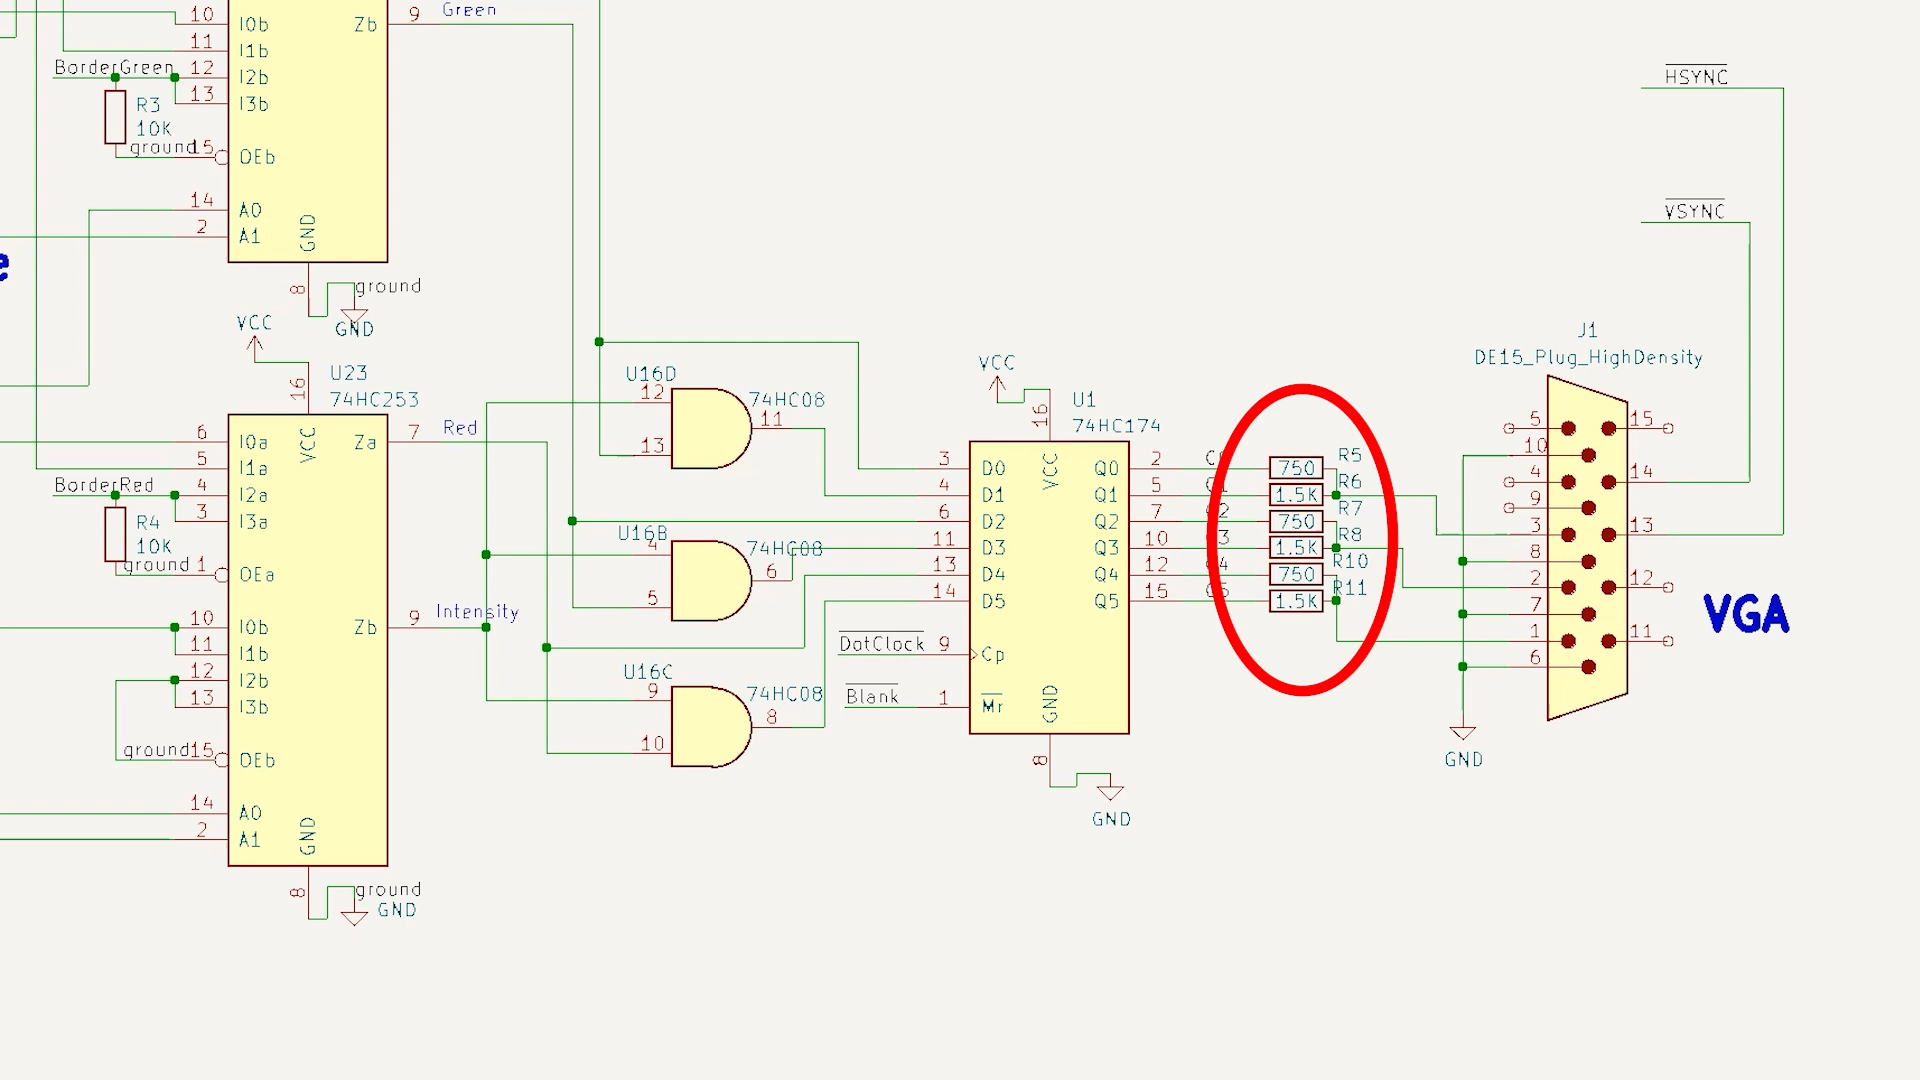 10 I0b Zb 9 Green
11 I1b
BorderGreen 12 I2b
13 I3b
R3
10K
ground 15 OEb
14 A0
2 A1
GND
8
ground
GND
VCC
16
U23
74HC253
6 I0a VCC Za 7 Red
5 I1a
BorderRed 4 I2a
3 I3a
R4
10K
ground 1 OEa
10 I0b Zb 9 Intensity
11 I1b
12 I2b
13 I3b
ground 15 OEb
14 A0
2 A1
GND
8
ground
GND
U16D
12 74HC08
11
13
U16B
4 74HC08
6
5
U16C
9 74HC08
8
10
VCC
16
U1
74HC174
3 D0 VCC Q0 2 750 R5
4 D1 Q1 5 1.5K R6
6 D2 Q2 7 750 R7
11 D3 Q3 10 1.5K R8
13 D4 Q4 12 750 R10
14 D5 Q5 15 1.5K R11
DotClock 9 Cp
Blank 1 Mr
GND
8
GND
HSYNC
VSYNC
J1
DE15_Plug_HighDensity
5 15
10
4 14
9
3 13
8
2 12
7
1 11
6
GND
VGA